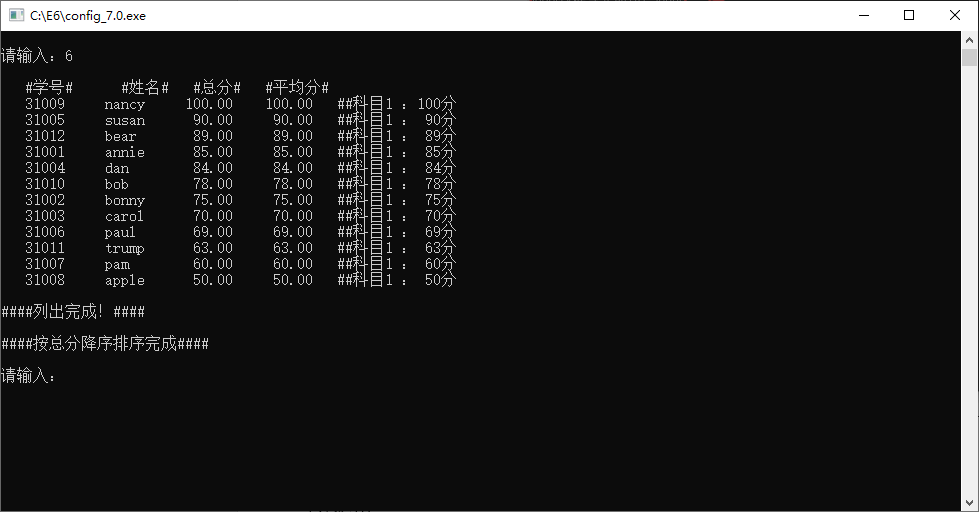 C:\E6\config_7.0.exe
请输入：6
#学号# #姓名# #总分# #平均分#
31009 nancy 100.00 100.00 ##科目1 ：100分
31005 susan 90.00 90.00 ##科目1 ： 90分
31012 bear 89.00 89.00 ##科目1 ： 89分
31001 annie 85.00 85.00 ##科目1 ： 85分
31004 dan 84.00 84.00 ##科目1 ： 84分
31010 bob 78.00 78.00 ##科目1 ： 78分
31002 bonny 75.00 75.00 ##科目1 ： 75分
31003 carol 70.00 70.00 ##科目1 ： 70分
31006 paul 69.00 69.00 ##科目1 ： 69分
31011 trump 63.00 63.00 ##科目1 ： 63分
31007 pam 60.00 60.00 ##科目1 ： 60分
31008 apple 50.00 50.00 ##科目1 ： 50分
####列出完成！####
####按总分降序排序完成####
请输入：